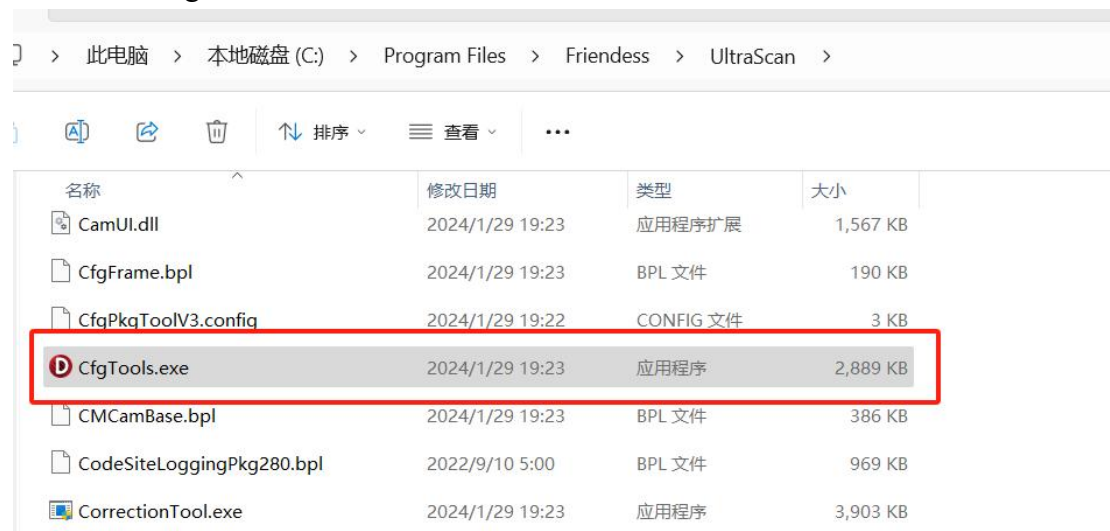 > 此电脑 > 本地磁盘 (C:) > Program Files > Friendess > UltraScan >
排序 查看 •••
名称 修改日期 类型 大小
CamUI.dll 2024/1/29 19:23 应用程序扩展 1,567 KB
CfgFrame.bpl 2024/1/29 19:23 BPL 文件 190 KB
CfgPkgToolV3.config 2024/1/29 19:22 CONFIG 文件 3 KB
CfgTools.exe 2024/1/29 19:23 应用程序 2,889 KB
CMCamBase.bpl 2024/1/29 19:23 BPL 文件 386 KB
CodeSiteLoggingPkg280.bpl 2022/9/10 5:00 BPL 文件 969 KB
CorrectionTool.exe 2024/1/29 19:23 应用程序 3,903 KB